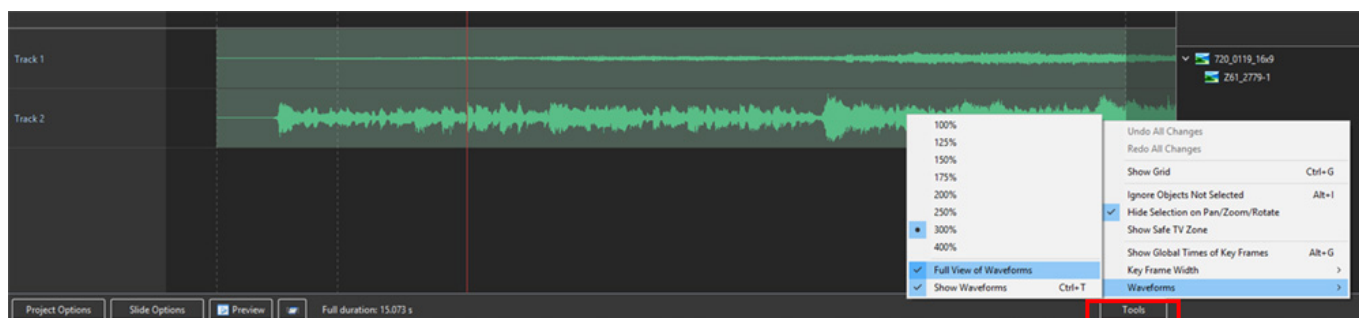 Track 1
720_0119_16x9
Z61_2779-1
Track 2
100%
125%
150%
175%
200%
250%
300%
400%
Full View of Waveforms
Show Waveforms Ctrl+T
Undo All Changes
Redo All Changes
Show Grid Ctrl+G
Ignore Objects Not Selected Alt+I
Hide Selection on Pan/Zoom/Rotate
Show Safe TV Zone
Show Global Times of Key Frames Alt+G
Key Frame Width
Waveforms
Project Options Slide Options Preview Full duration: 15.073 s Tools